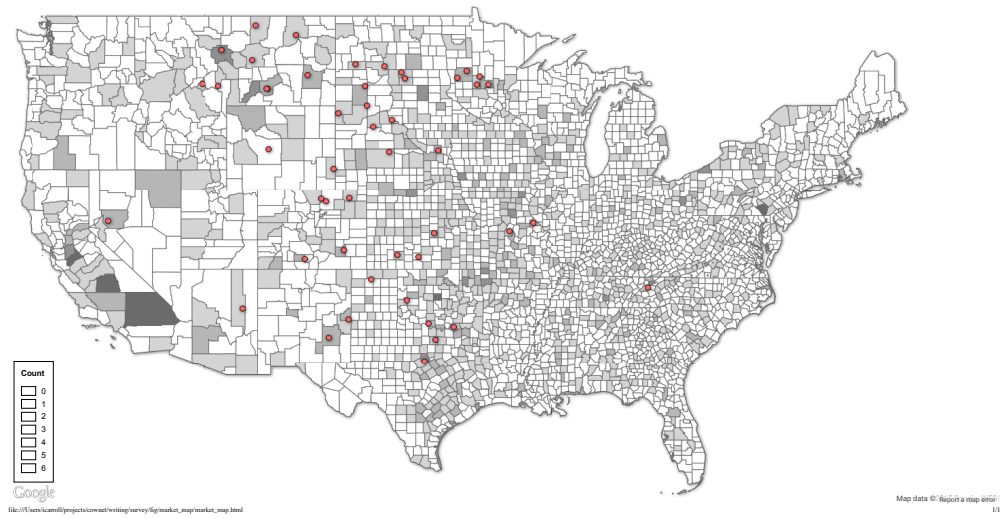 Count
0
1
2
3
4
5
6
Google
Map data ©
Report a map error
file:///Users/scarroll/projects/cownet/writing/survey/fig/market_map/market_map.html
1/1